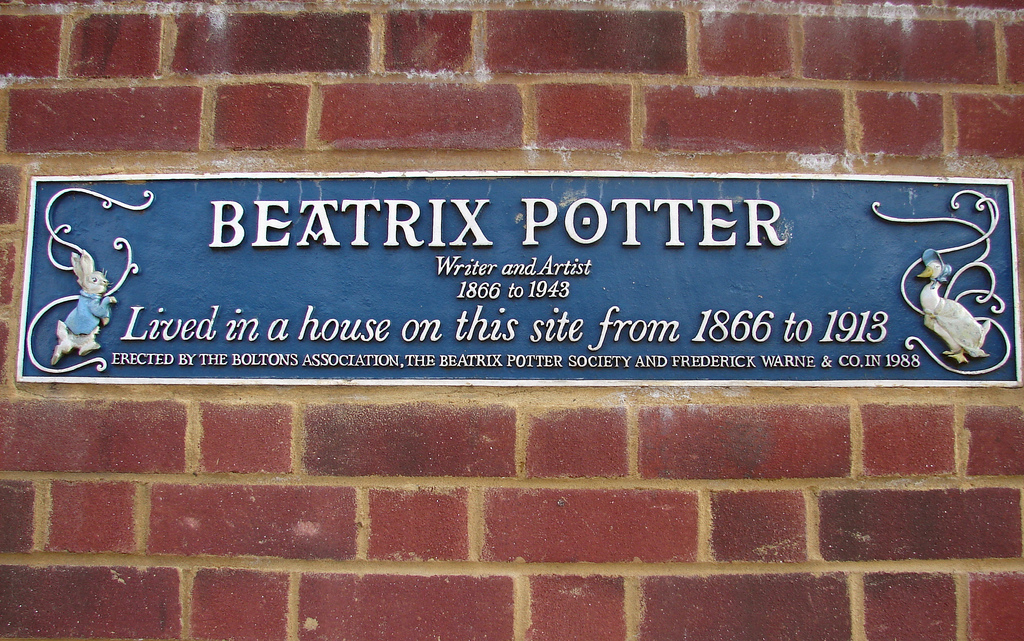 BEATRIX POTTER
Writer and Artist
1866 to 1943
Lived in a house on this site from 1866 to 1913
ERECTED BY THE BOLTONS ASSOCIATION, THE BEATRIX POTTER SOCIETY AND FREDERICK WARNE & CO. IN 1988